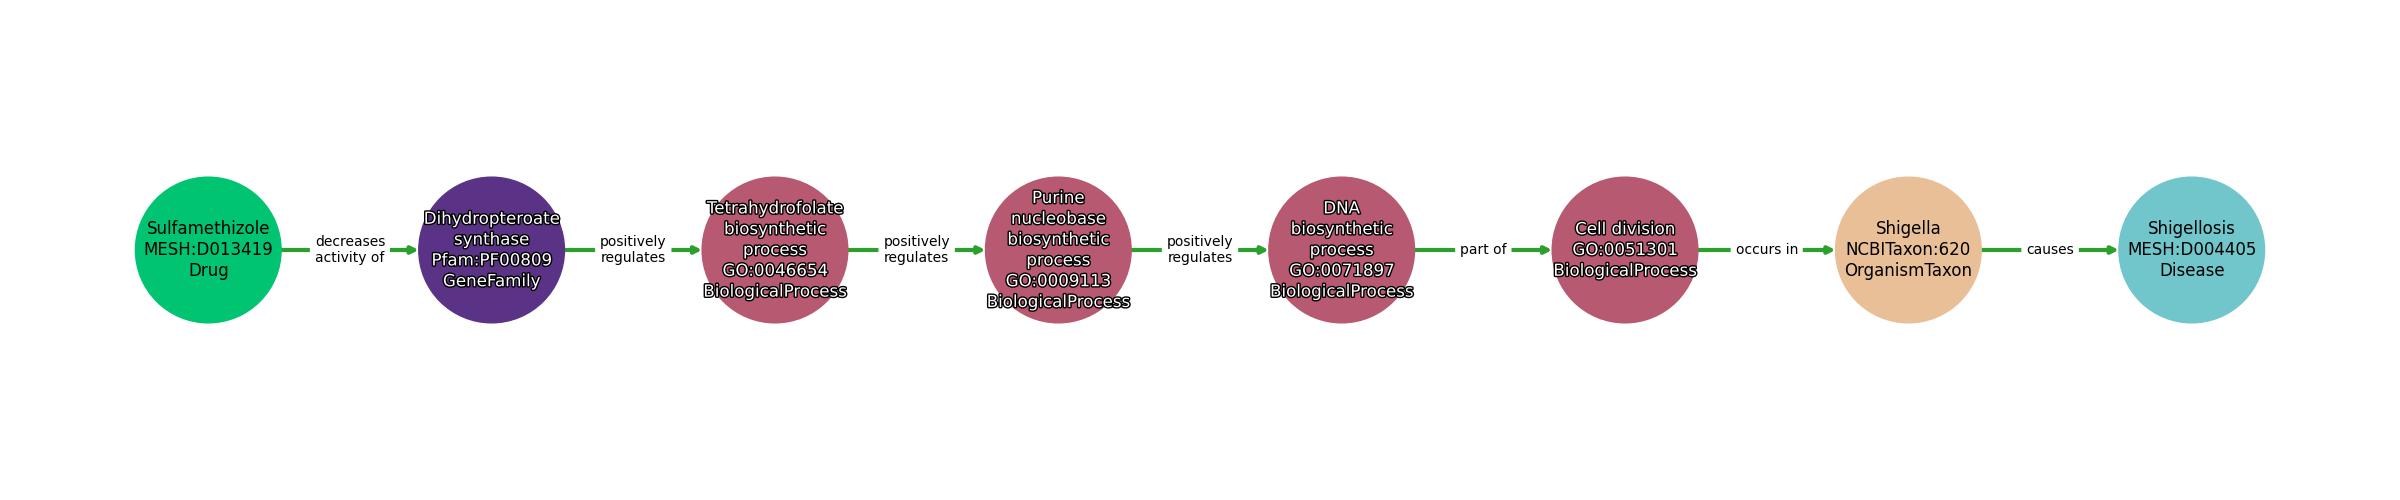 Sulfamethizole
MESH:D013419
Drug
decreases
activity of
Dihydropteroate
synthase
Pfam:PF00809
GeneFamily
positively
regulates
Tetrahydrofolate
biosynthetic
process
GO:0046654
BiologicalProcess
positively
regulates
Purine
nucleobase
biosynthetic
process
GO:0009113
BiologicalProcess
positively
regulates
DNA
biosynthetic
process
GO:0071897
BiologicalProcess
part of
Cell division
GO:0051301
BiologicalProcess
occurs in
Shigella
NCBITaxon:620
OrganismTaxon
causes
Shigellosis
MESH:D004405
Disease